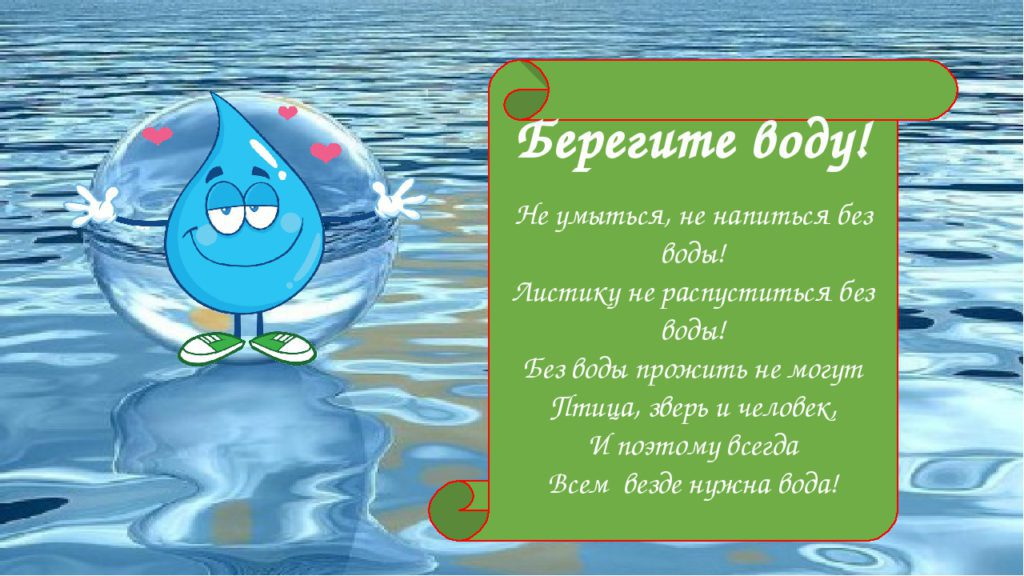 Берегите воду!
Не умыться, не напиться без
воды!
Листику не распуститься без
воды!
Без воды прожить не могут
Птица, зверь и человек,
И поэтому всегда
Всем  везде нужна вода!